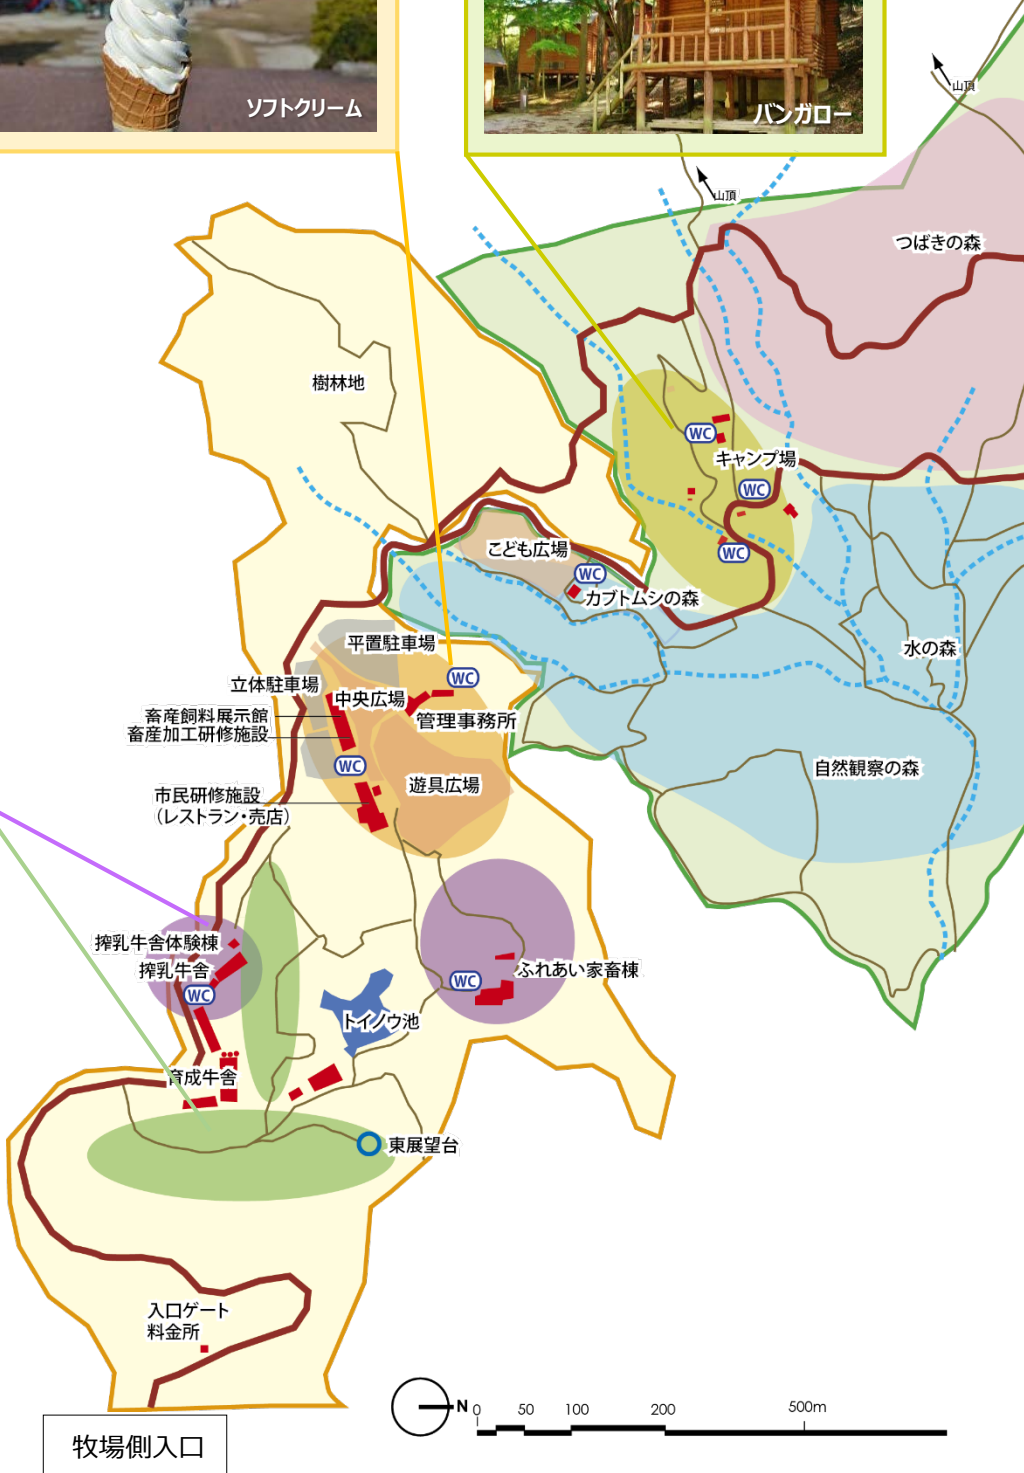 ソフトクリーム
バンガロー
山頂
山頂
つばきの森
樹林地
WC
キャンプ場
WC
WC
こども広場
WC
カブトムシの森
平置駐車場
水の森
立体駐車場
WC
中央広場
畜産飼料展示館
管理事務所
畜産加工研修施設
WC
自然観察の森
遊具広場
市民研修施設
(レストラン・売店)
搾乳牛舎体験棟
搾乳牛舎
WC
ふれあい家畜棟
WC
トイノウ池
育成牛舎
東展望台
入口ゲート
料金所
N 0 50 100 200 500m
牧場側入口